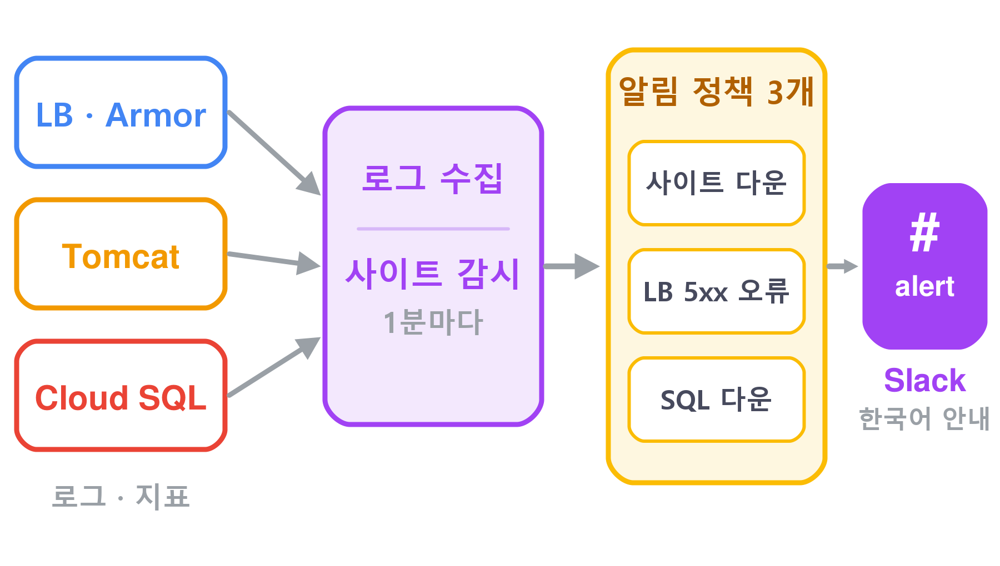 LB · Armor
Tomcat
Cloud SQL
로그 · 지표
로그 수집
사이트 감시
1분마다
알림 정책 3개
사이트 다운
LB 5xx 오류
SQL 다운
#
alert
Slack
한국어 안내